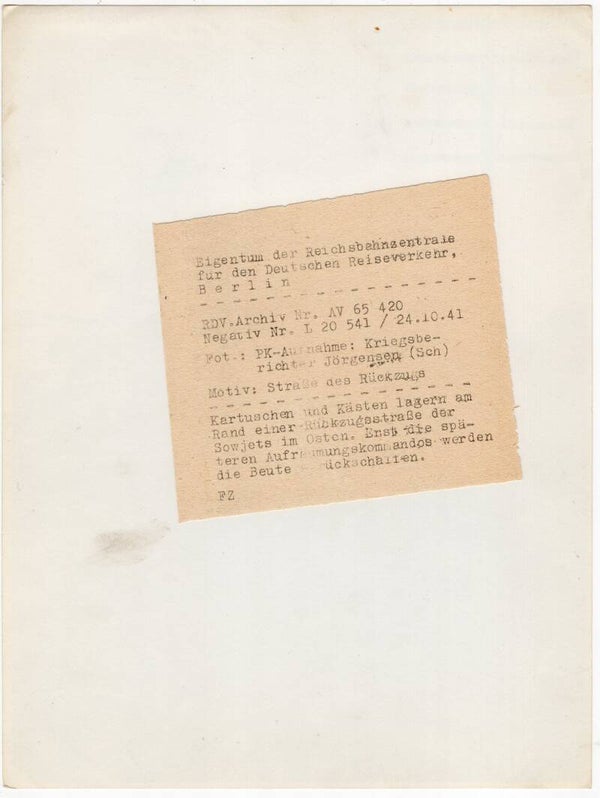 Eigentum der Reichsbahnzentrale
für den Deutschen Reiseverkehr,
Berlin
RDV.Archiv Nr. AV 65 420
Negativ Nr. L 20 541 / 24.10.41
Fot.: PK-Aufnahme: Kriegsbe-
richter Jörgensen (Sch)
Motiv: Straße des Rückzugs
Kartuschen und Kästen lagern am
Rand einer Rükzugsstraße der
Sowjets im Osten. Enst die spä-
teren Aufräumungskommandos werden
die Beute
FZ